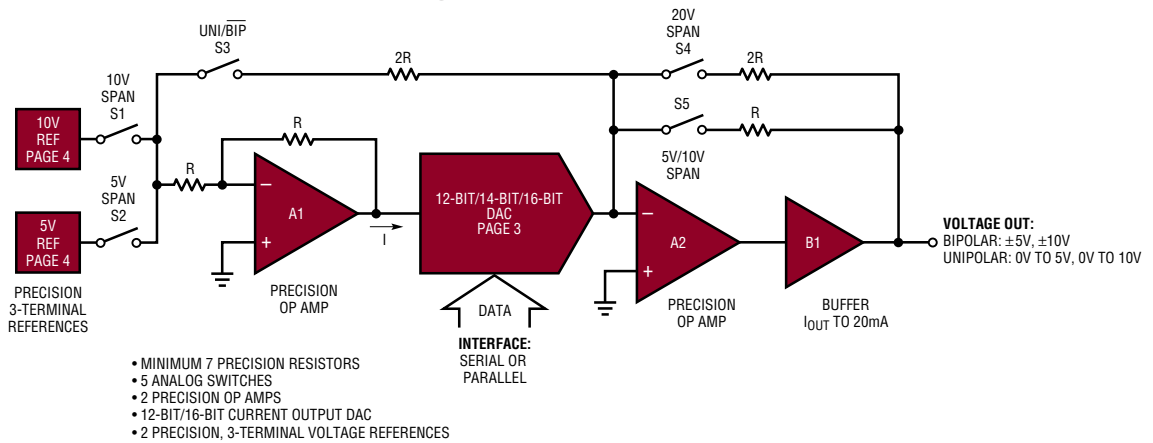 UNI/BIP
S3
2R
20V
SPAN
S4
2R
10V
SPAN
S1
10V
REF
PAGE 4
S5
R
R
5V/10V
SPAN
R
5V
SPAN
S2
–
+
A1
I
12-BIT/14-BIT/16-BIT
DAC
PAGE 3
–
+
A2
B1
5V
REF
PAGE 4
VOLTAGE OUT:
BIPOLAR: ±5V, ±10V
UNIPOLAR: 0V TO 5V, 0V TO 10V
PRECISION
3-TERMINAL
REFERENCES
PRECISION
OP AMP
DATA
PRECISION
OP AMP
BUFFER
IOUT TO 20mA
INTERFACE:
SERIAL OR
PARALLEL
• MINIMUM 7 PRECISION RESISTORS
• 5 ANALOG SWITCHES
• 2 PRECISION OP AMPS
• 12-BIT/16-BIT CURRENT OUTPUT DAC
• 2 PRECISION, 3-TERMINAL VOLTAGE REFERENCES